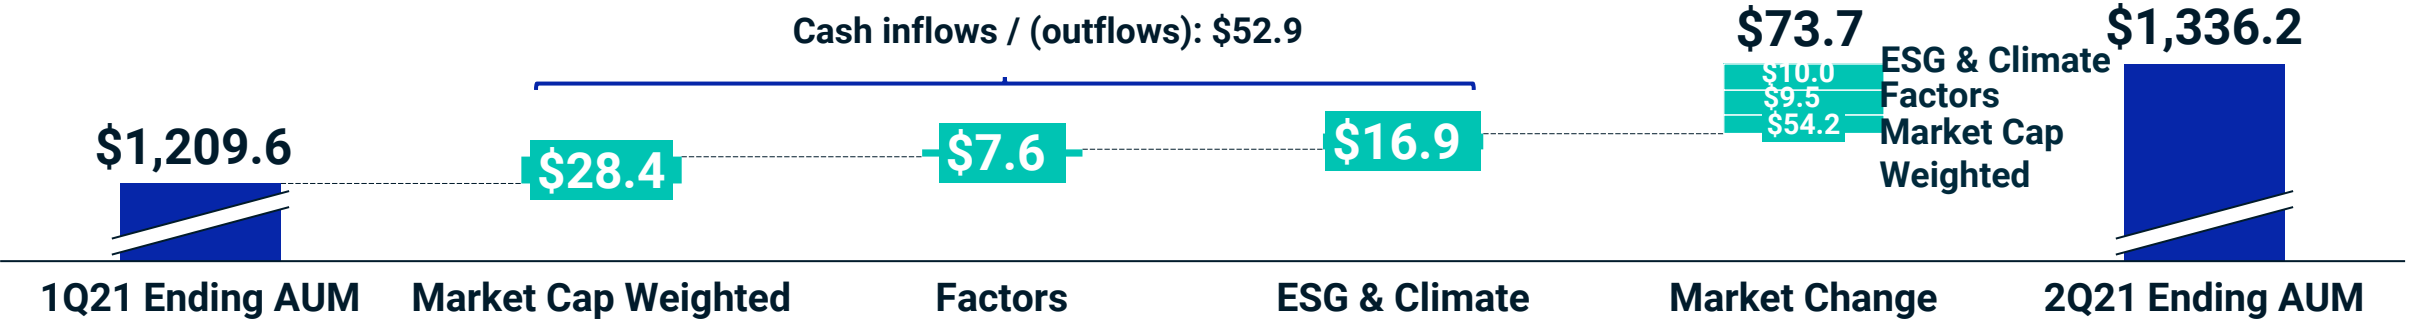 Cash inflows / (outflows): $52.9
$73.7
$1,336.2
ESG & Climate
$10.0
Factors
$9.5
Market Cap
Weighted
$54.2
$1,209.6
$28.4
$7.6
$16.9
1Q21 Ending AUM
Market Cap Weighted
Factors
ESG & Climate
Market Change
2Q21 Ending AUM